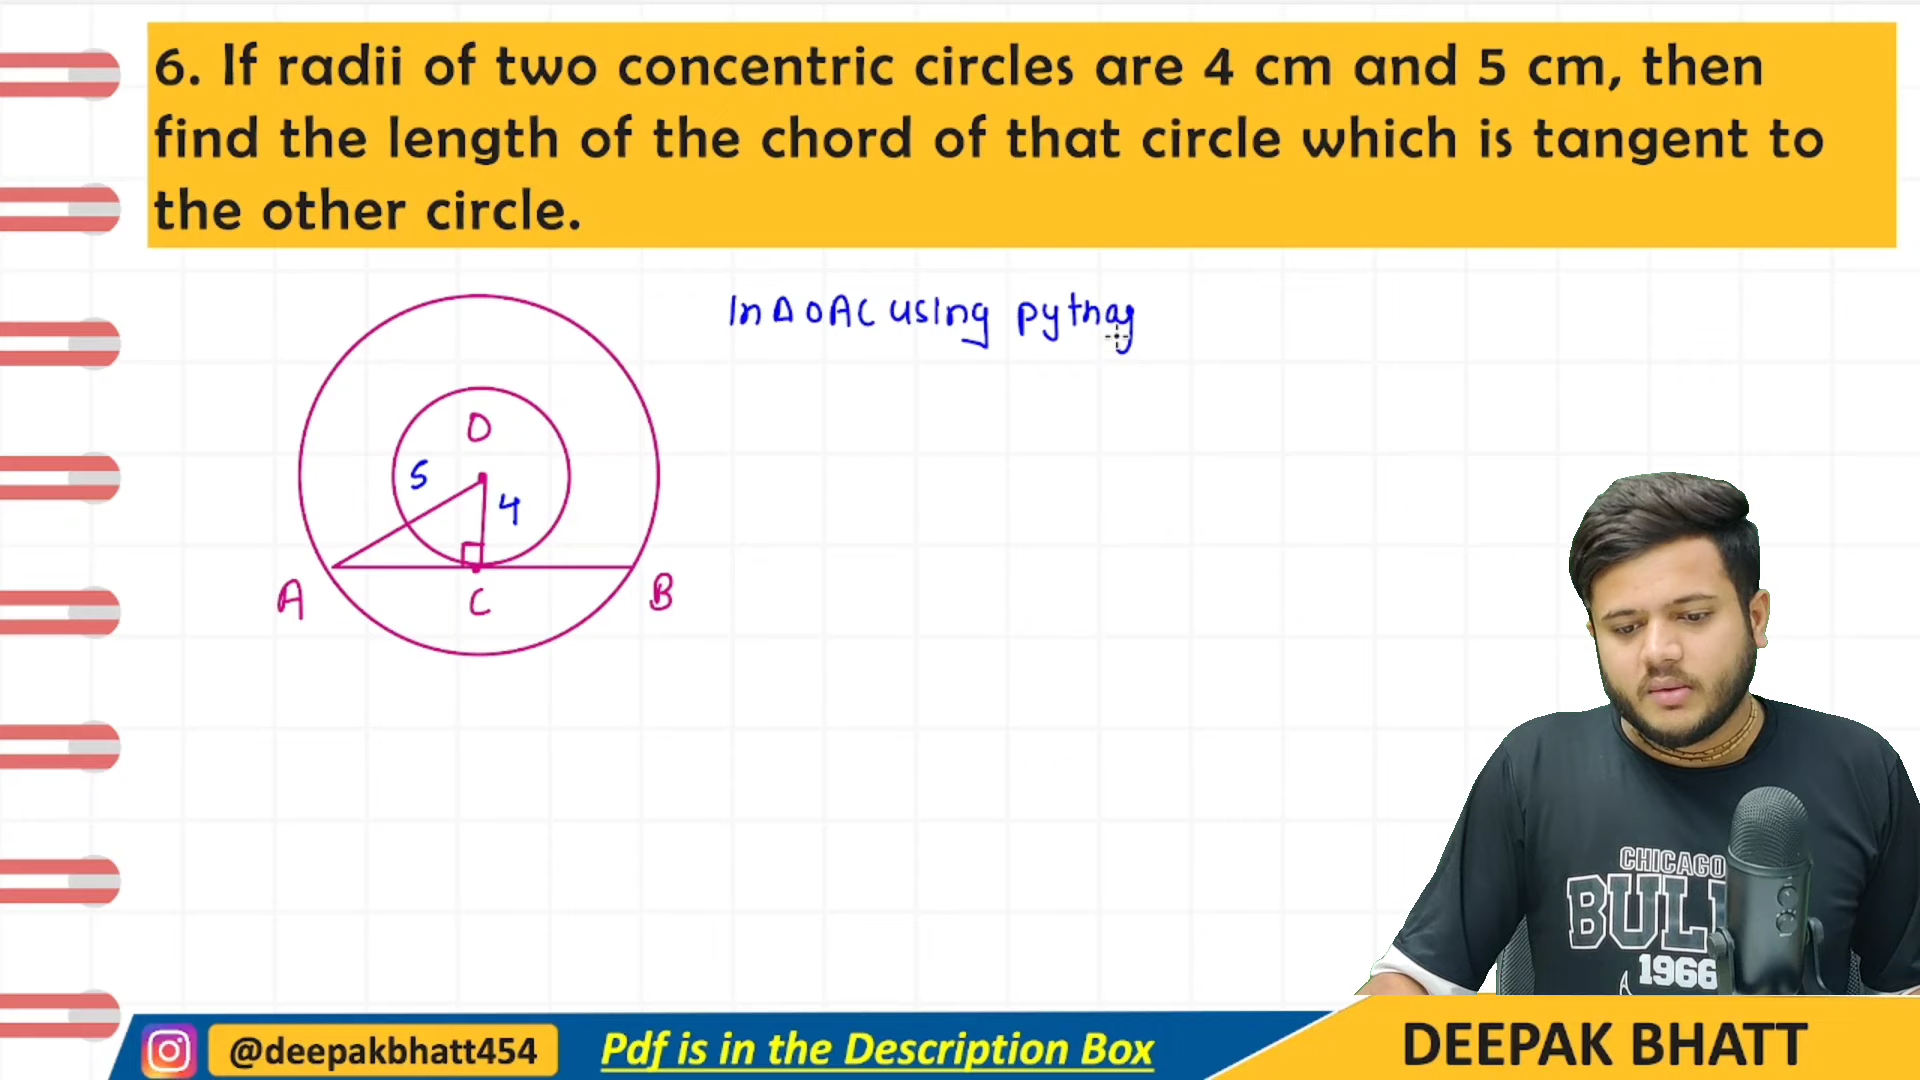 6. If radii of two concentric circles are 4 cm and 5 cm, then
find the length of the chord of that circle which is tangent to
the other circle.
In Δ OAC using pythag
O
5
4
A
C
B
CHICAGO
BULL
1966
@deepakbhatt454
Pdf is in the Description Box
DEEPAK BHATT